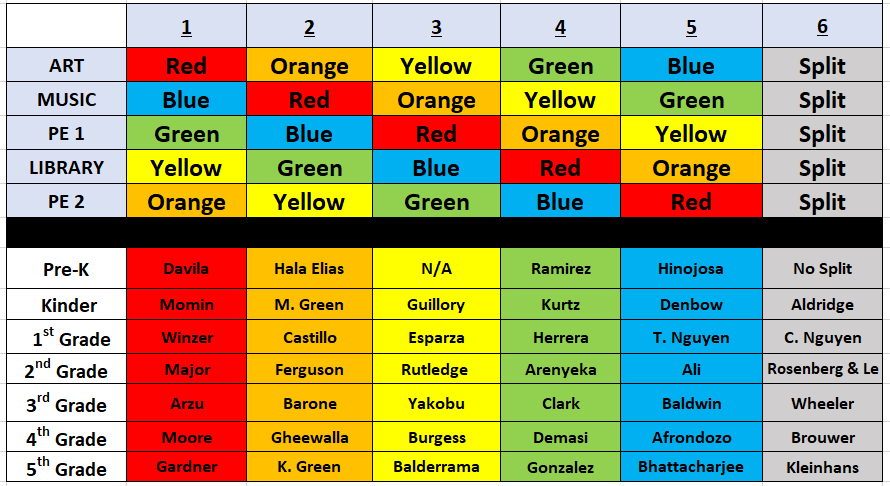 1 2 3 4 5 6
ART Red Orange Yellow Green Blue Split
MUSIC Blue Red Orange Yellow Green Split
PE 1 Green Blue Red Orange Yellow Split
LIBRARY Yellow Green Blue Red Orange Split
PE 2 Orange Yellow Green Blue Red Split
Pre-K Davila Hala Elias N/A Ramirez Hinojosa No Split
Kinder Momin M. Green Guillory Kurtz Denbow Aldridge
1st Grade Winzer Castillo Esparza Herrera T. Nguyen C. Nguyen
2nd Grade Major Ferguson Rutledge Arenyeka Ali Rosenberg & Le
3rd Grade Arzu Barone Yakobu Clark Baldwin Wheeler
4th Grade Moore Gheewalla Burgess Demasi Afrondozo Brouwer
5th Grade Gardner K. Green Balderrama Gonzalez Bhattacharjee Kleinhans